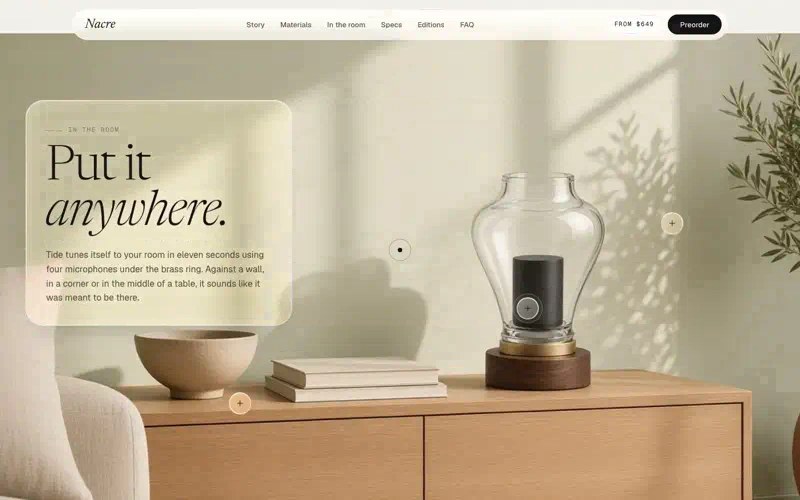 Nacre
Story
Materials
In the room
Specs
Editions
FAQ
FROM $649
Preorder
IN THE ROOM
Put it
anywhere.
Tide tunes itself to your room in eleven seconds using
four microphones under the brass ring. Against a wall,
in a corner or in the middle of a table, it sounds like it
was meant to be there.